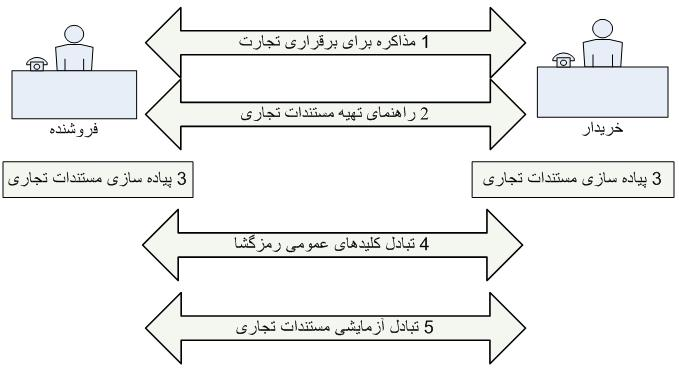 1 مذاکره برای برقراری تجارت
2 راهنمای تهیه مستندات تجاری
فروشنده
خریدار
3 پیاده سازی مستندات تجاری
3 پیاده سازی مستندات تجاری
4 تبادل کلیدهای عمومی رمزگشا
5 تبادل آزمایشی مستندات تجاری